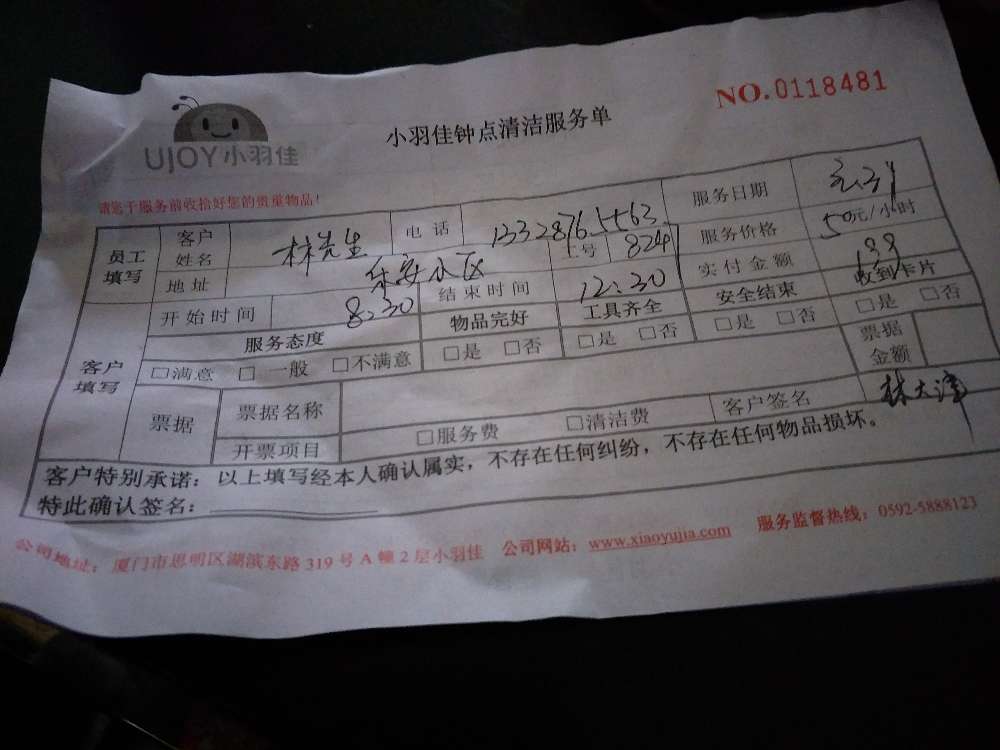 NO.0118481
UJOY小羽佳
小羽佳钟点清洁服务单
请您于服务前收拾好您的贵重物品!
员工填写 客户姓名 林先生 电话 服务日期
地址 乐安小区 工号 8241 服务价格 50元/小时
开始时间 8:30 结束时间 12:30 实付金额 199
客户填写 服务态度 物品完好 工具齐全 安全结束 收到卡片
□满意 □一般 □不满意 □是 □否 □是 □否 □是 □否 □是 □否
票据 票据名称 票据金额
开票项目 □服务费 □清洁费 客户签名
客户特别承诺:以上填写经本人确认属实,不存在任何纠纷,不存在任何物品损坏。
特此确认签名:
公司地址:厦门市思明区湖滨东路319号A幢2层小羽佳 公司网站:www.xiaoyujia.com 服务监督热线:0592-5888123